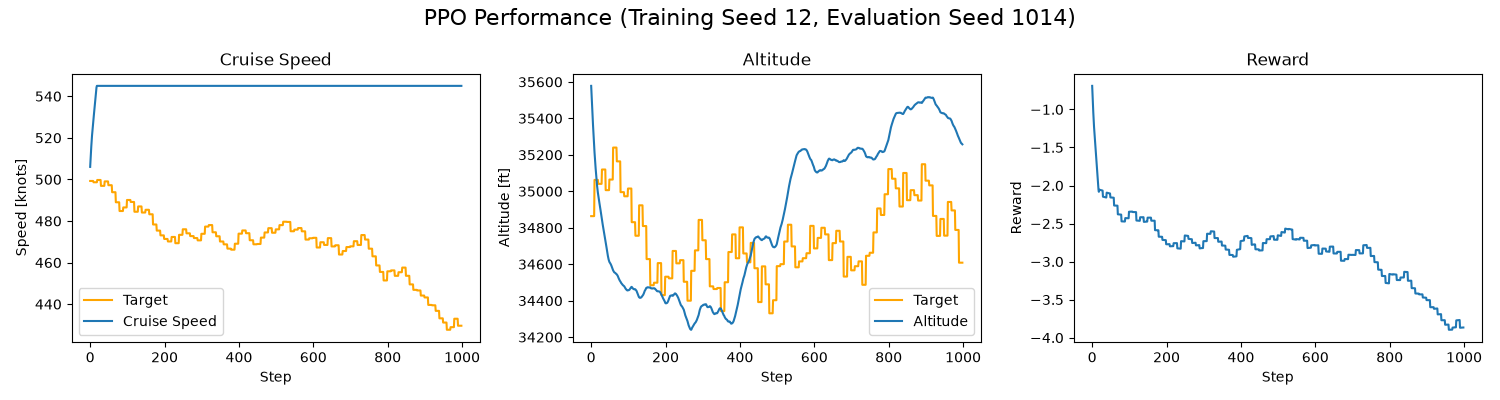 PPO Performance (Training Seed 12, Evaluation Seed 1014)
Cruise Speed
Speed [knots]
540
520
500
480
460
440
Target
Cruise Speed
0 200 400 600 800 1000
Step
Altitude
Altitude [ft]
35600
35400
35200
35000
34800
34600
34400
34200
Target
Altitude
0 200 400 600 800 1000
Step
Reward
Reward
−1.0
−1.5
−2.0
−2.5
−3.0
−3.5
−4.0
0 200 400 600 800 1000
Step